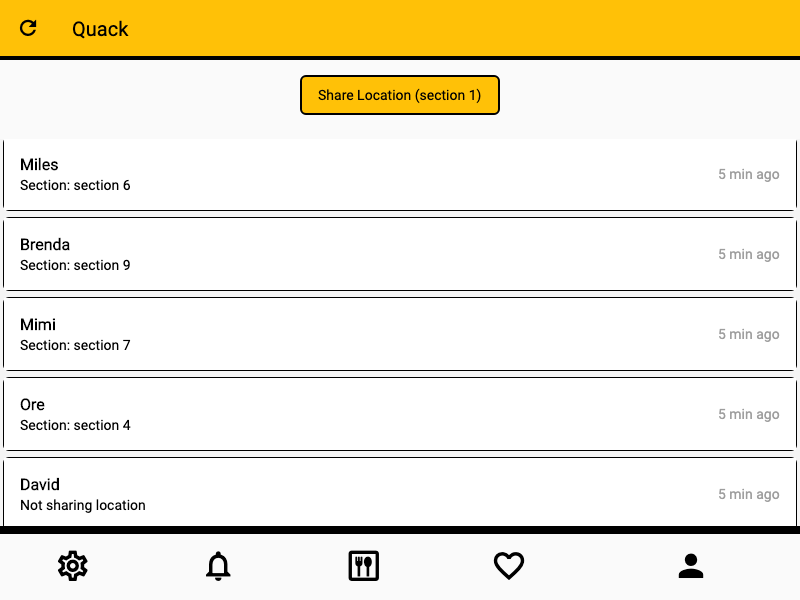 Quack
Share Location (section 1)
Miles
Section: section 6
5 min ago
Brenda
Section: section 9
5 min ago
Mimi
Section: section 7
5 min ago
Ore
Section: section 4
5 min ago
David
Not sharing location
5 min ago